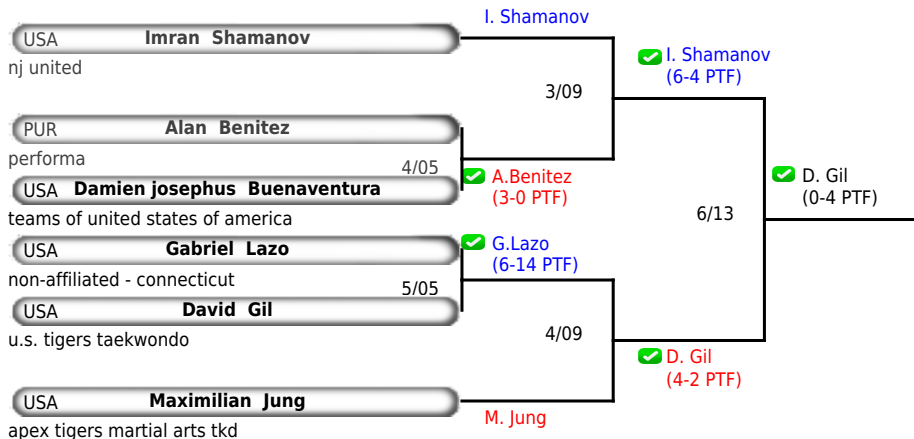 I. Shamanov
USA Imran Shamanov
nj united
I. Shamanov
(6-4 PTF)
3/09
PUR Alan Benitez
performa
4/05
A.Benitez
(3-0 PTF)
D. Gil
(0-4 PTF)
USA Damien josephus Buenaventura
teams of united states of america
6/13
USA Gabriel Lazo
non-affiliated - connecticut
G.Lazo
(6-14 PTF)
5/05
USA David Gil
u.s. tigers taekwondo
4/09
D. Gil
(4-2 PTF)
USA Maximilian Jung
M. Jung
apex tigers martial arts tkd